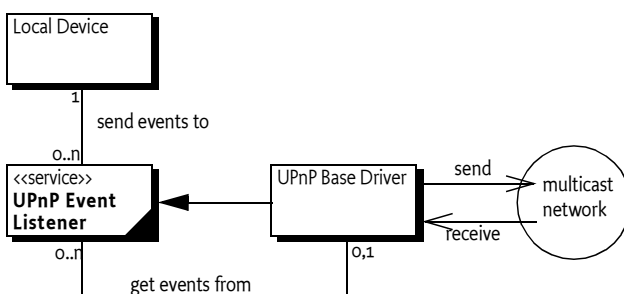 Local Device
1
send events to
0..n
<<service>>
UPnP Event
Listener
UPnP Base Driver
send
multicast
network
receive
0..n
0,1
get events from